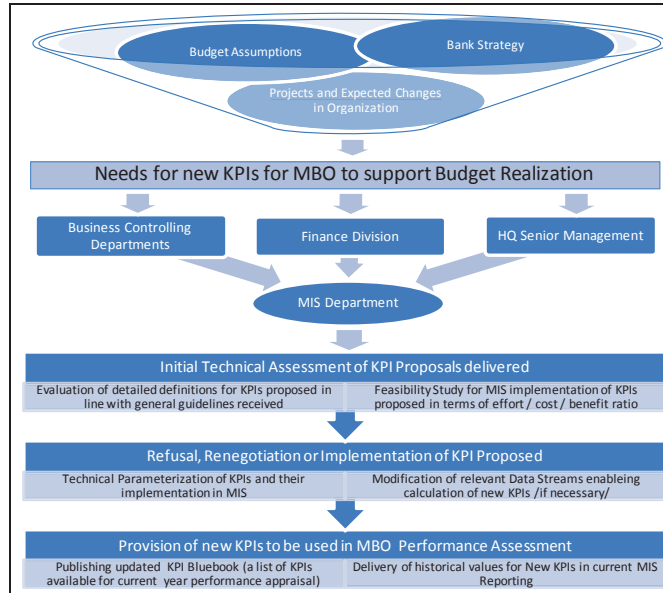 Budget Assumptions
Bank Strategy
Projects and Expected Changes
in Organization
Needs for new KPIs for MBO to support Budget Realization
Business Controlling
Departments
Finance Division
HQ Senior Management
MIS Department
Initial Technical Assessment of KPI Proposals delivered
Evaluation of detailed definitions for KPIs proposed in
line with general guidelines received
Feasibility Study for MIS implementation of KPIs
proposed in terms of effort / cost / benefit ratio
Refusal, Renegotiation or Implementation of KPI Proposed
Technical Parameterization of KPIs and their
implementation in MIS
Modification of relevant Data Streams enableing
calculation of new KPIs /if necessary/
Provision of new KPIs to be used in MBO Performance Assessment
Publishing updated KPI Bluebook (a list of KPIs
available for current year performance appraisal)
Delivery of historical values for New KPIs in current MIS
Reporting